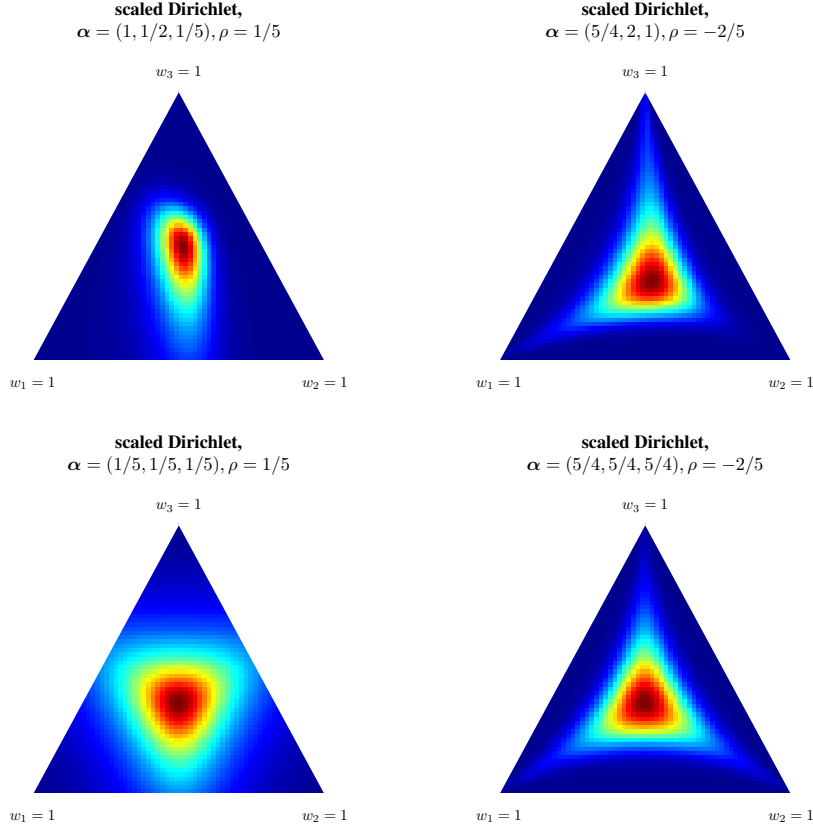 scaled Dirichlet,
α = (1, 1/2, 1/5), ρ = 1/5
w₃ = 1
w₁ = 1
w₂ = 1
scaled Dirichlet,
α = (5/4, 2, 1), ρ = −2/5
w₃ = 1
w₁ = 1
w₂ = 1
scaled Dirichlet,
α = (1/5, 1/5, 1/5), ρ = 1/5
w₃ = 1
w₁ = 1
w₂ = 1
scaled Dirichlet,
α = (5/4, 5/4, 5/4), ρ = −2/5
w₃ = 1
w₁ = 1
w₂ = 1